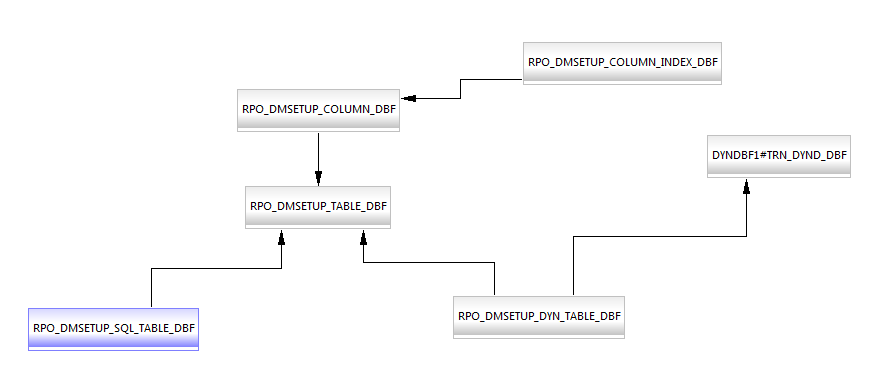 RPO_DMSETUP_COLUMN_INDEX_DBF
RPO_DMSETUP_COLUMN_DBF
DYNDBF1#TRN_DYND_DBF
RPO_DMSETUP_TABLE_DBF
RPO_DMSETUP_SQL_TABLE_DBF
RPO_DMSETUP_DYN_TABLE_DBF